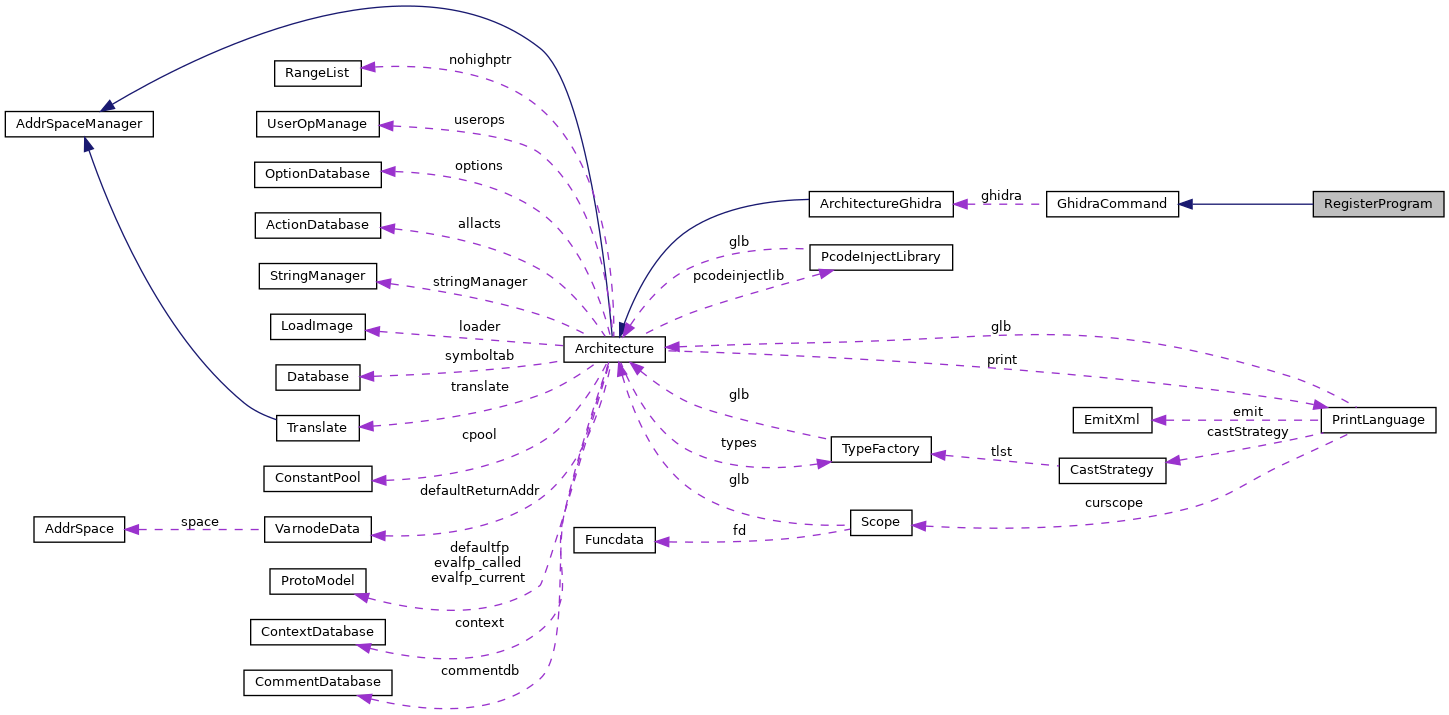 nohighptr
RangeList
AddrSpaceManager
UserOpManage
userops
OptionDatabase
options
ActionDatabase
allacts
StringManager
stringManager
LoadImage
loader
Database
symboltab
translate
Translate
cpool
ConstantPool
defaultReturnAddr
AddrSpace
space
VarnodeData
defaultfp
evalfp_called
evalfp_current
ProtoModel
context
ContextDatabase
commentdb
CommentDatabase
Architecture
ArchitectureGhidra
ghidra
GhidraCommand
RegisterProgram
glb
PcodeInjectLibrary
pcodeinjectlib
glb
print
glb
types
TypeFactory
glb
tlst
EmitXml
emit
castStrategy
CastStrategy
PrintLanguage
curscope
Scope
fd
Funcdata